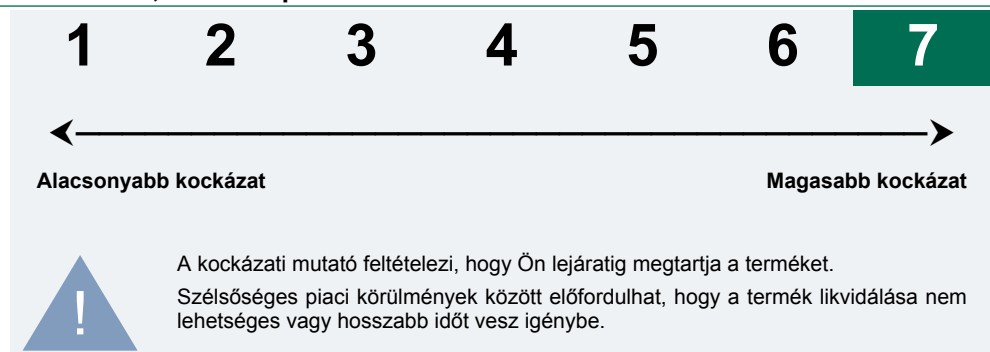 1 2 3 4 5 6 7
Alacsonyabb kockázat Magasabb kockázat
A kockázati mutató feltételezi, hogy Ön lejáratig megtartja a terméket.
Szélsőséges piaci körülmények között előfordulhat, hogy a termék likvidálása nem
lehetséges vagy hosszabb időt vesz igénybe.
!